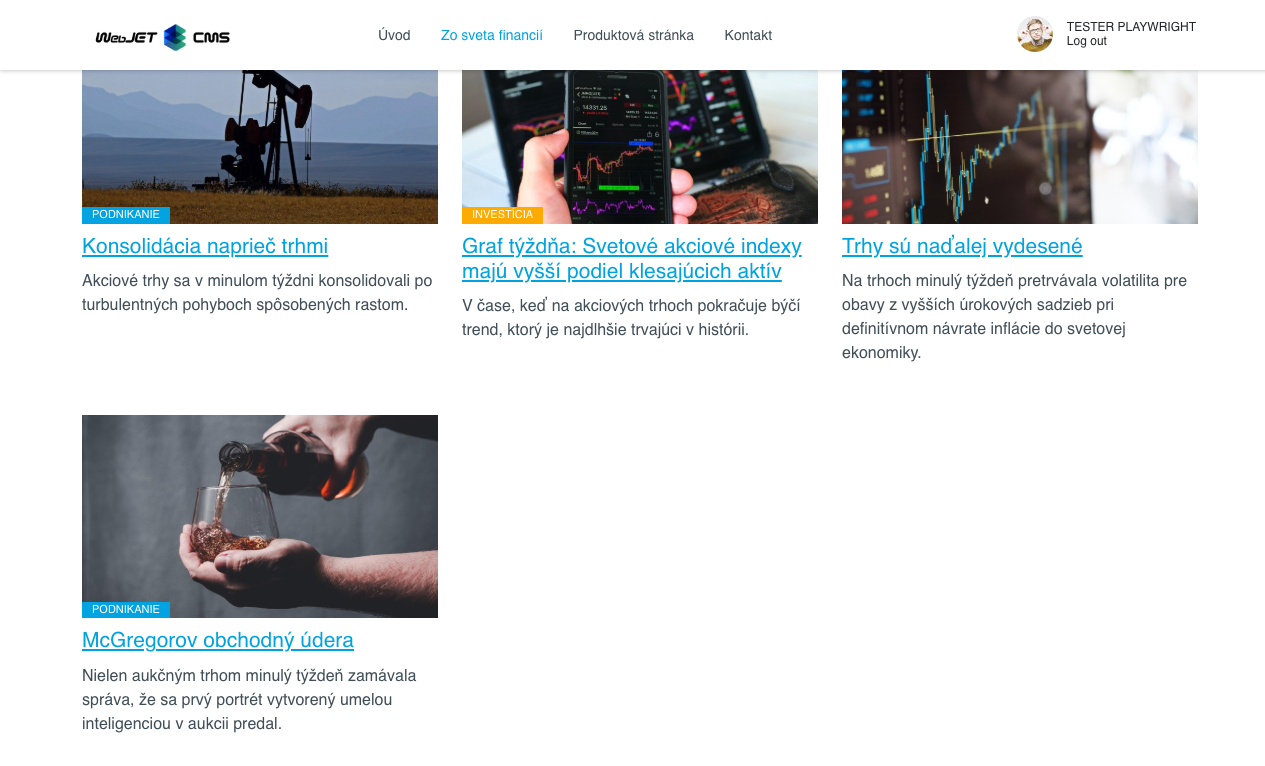 WebJET CMS
Úvod
Zo sveta financií
Produktová stránka
Kontakt
TESTER PLAYWRIGHT
Log out
14331.25
PODNIKANIE
Konsolidácia naprieč trhmi
Akciové trhy sa v minulom týždni konsolidovali po
turbulentných pohyboch spôsobených rastom.
INVESTÍCIA
Graf týždňa: Svetové akciové indexy
majú vyšší podiel klesajúcich aktív
V čase, keď na akciových trhoch pokračuje býčí
trend, ktorý je najdlhšie trvajúci v histórii.
Trhy sú naďalej vydesené
Na trhoch minulý týždeň pretrvávala volatilita pre
obavy z vyšších úrokových sadzieb pri
definitívnom návrate inflácie do svetovej
ekonomiky.
PODNIKANIE
McGregorov obchodný údera
Nielen aukčným trhom minulý týždeň zamávala
správa, že sa prvý portrét vytvorený umelou
inteligenciou v aukcii predal.